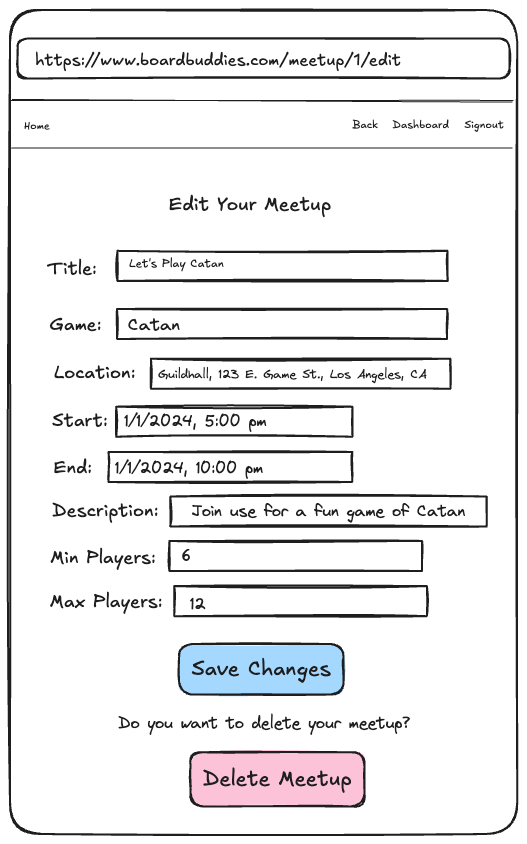 https://www.boardbuddies.com/meetup/1/edit
Home Back Dashboard Signout
Edit Your Meetup
Title: Let's Play Catan
Game: Catan
Location: Guildhall, 123 E. Game St., Los Angeles, CA
Start: 1/1/2024, 5:00 pm
End: 1/1/2024, 10:00 pm
Description: Join use for a fun game of Catan
Min Players: 6
Max Players: 12
Save Changes
Do you want to delete your meetup?
Delete Meetup